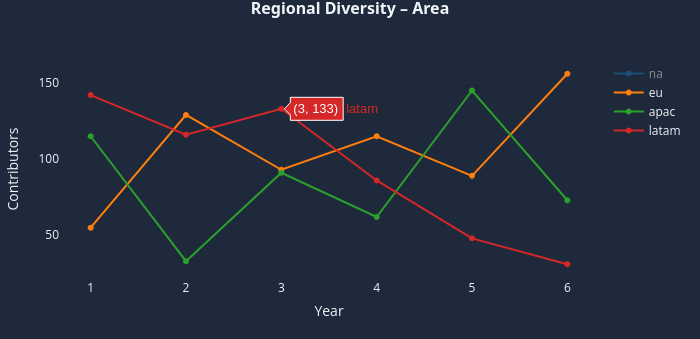 Regional Diversity – Area
na
eu
apac
latam
(3, 133) latam
150
100
50
Contributors
1 2 3 4 5 6
Year